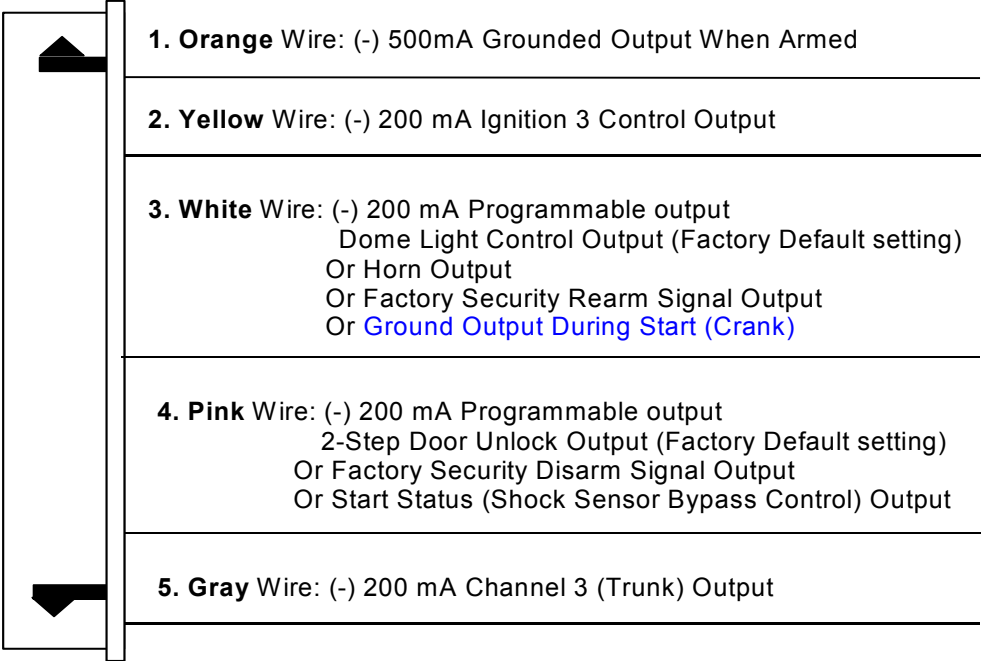 1. Orange Wire: (-) 500mA Grounded Output When Armed
2. Yellow Wire: (-) 200 mA Ignition 3 Control Output
3. White Wire: (-) 200 mA Programmable output
Dome Light Control Output (Factory Default setting)
Or Horn Output
Or Factory Security Rearm Signal Output
Or Ground Output During Start (Crank)
4. Pink Wire: (-) 200 mA Programmable output
2-Step Door Unlock Output (Factory Default setting)
Or Factory Security Disarm Signal Output
Or Start Status (Shock Sensor Bypass Control) Output
5. Gray Wire: (-) 200 mA Channel 3 (Trunk) Output